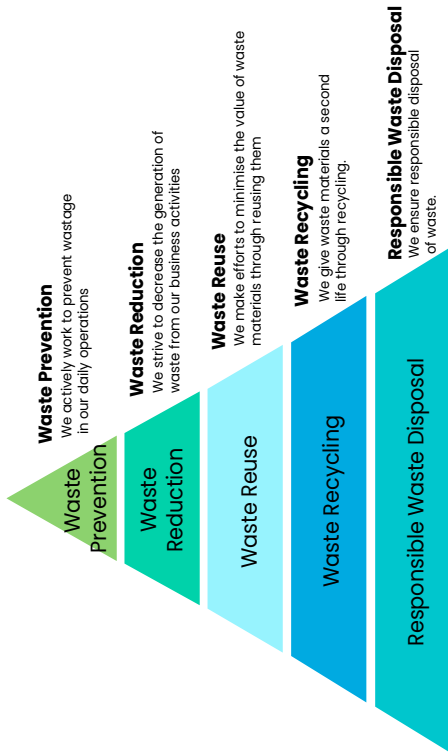 Waste Prevention
We actively work to prevent wastage
in our daily operations
Waste
Prevention
Waste Reduction
We strive to decrease the generation of
waste from our business activities
Waste
Reduction
Waste Reuse
We make efforts to minimise the value of waste
materials through reusing them
Waste Reuse
Waste Recycling
We give waste materials a second
life through recycling.
Waste Recycling
Responsible Waste Disposal
We ensure responsible disposal
of waste.
Responsible Waste Disposal